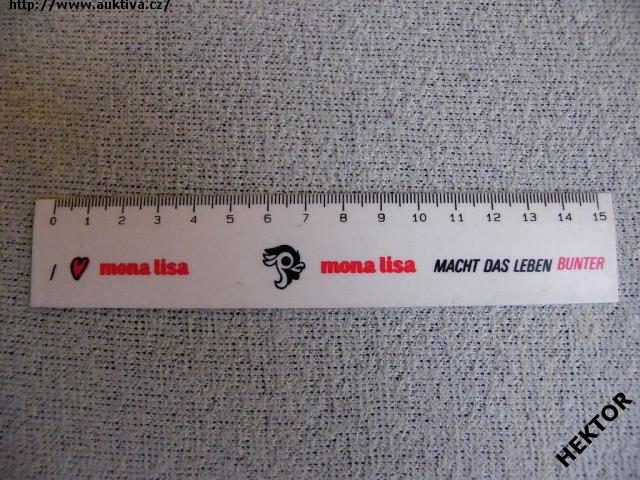 http://www.auktiva.cz/
0 1 2 3 4 5 6 7 8 9 10 11 12 13 14 15
I mona lisa mona lisa MACHT DAS LEBEN BUNTER
HEKTOR